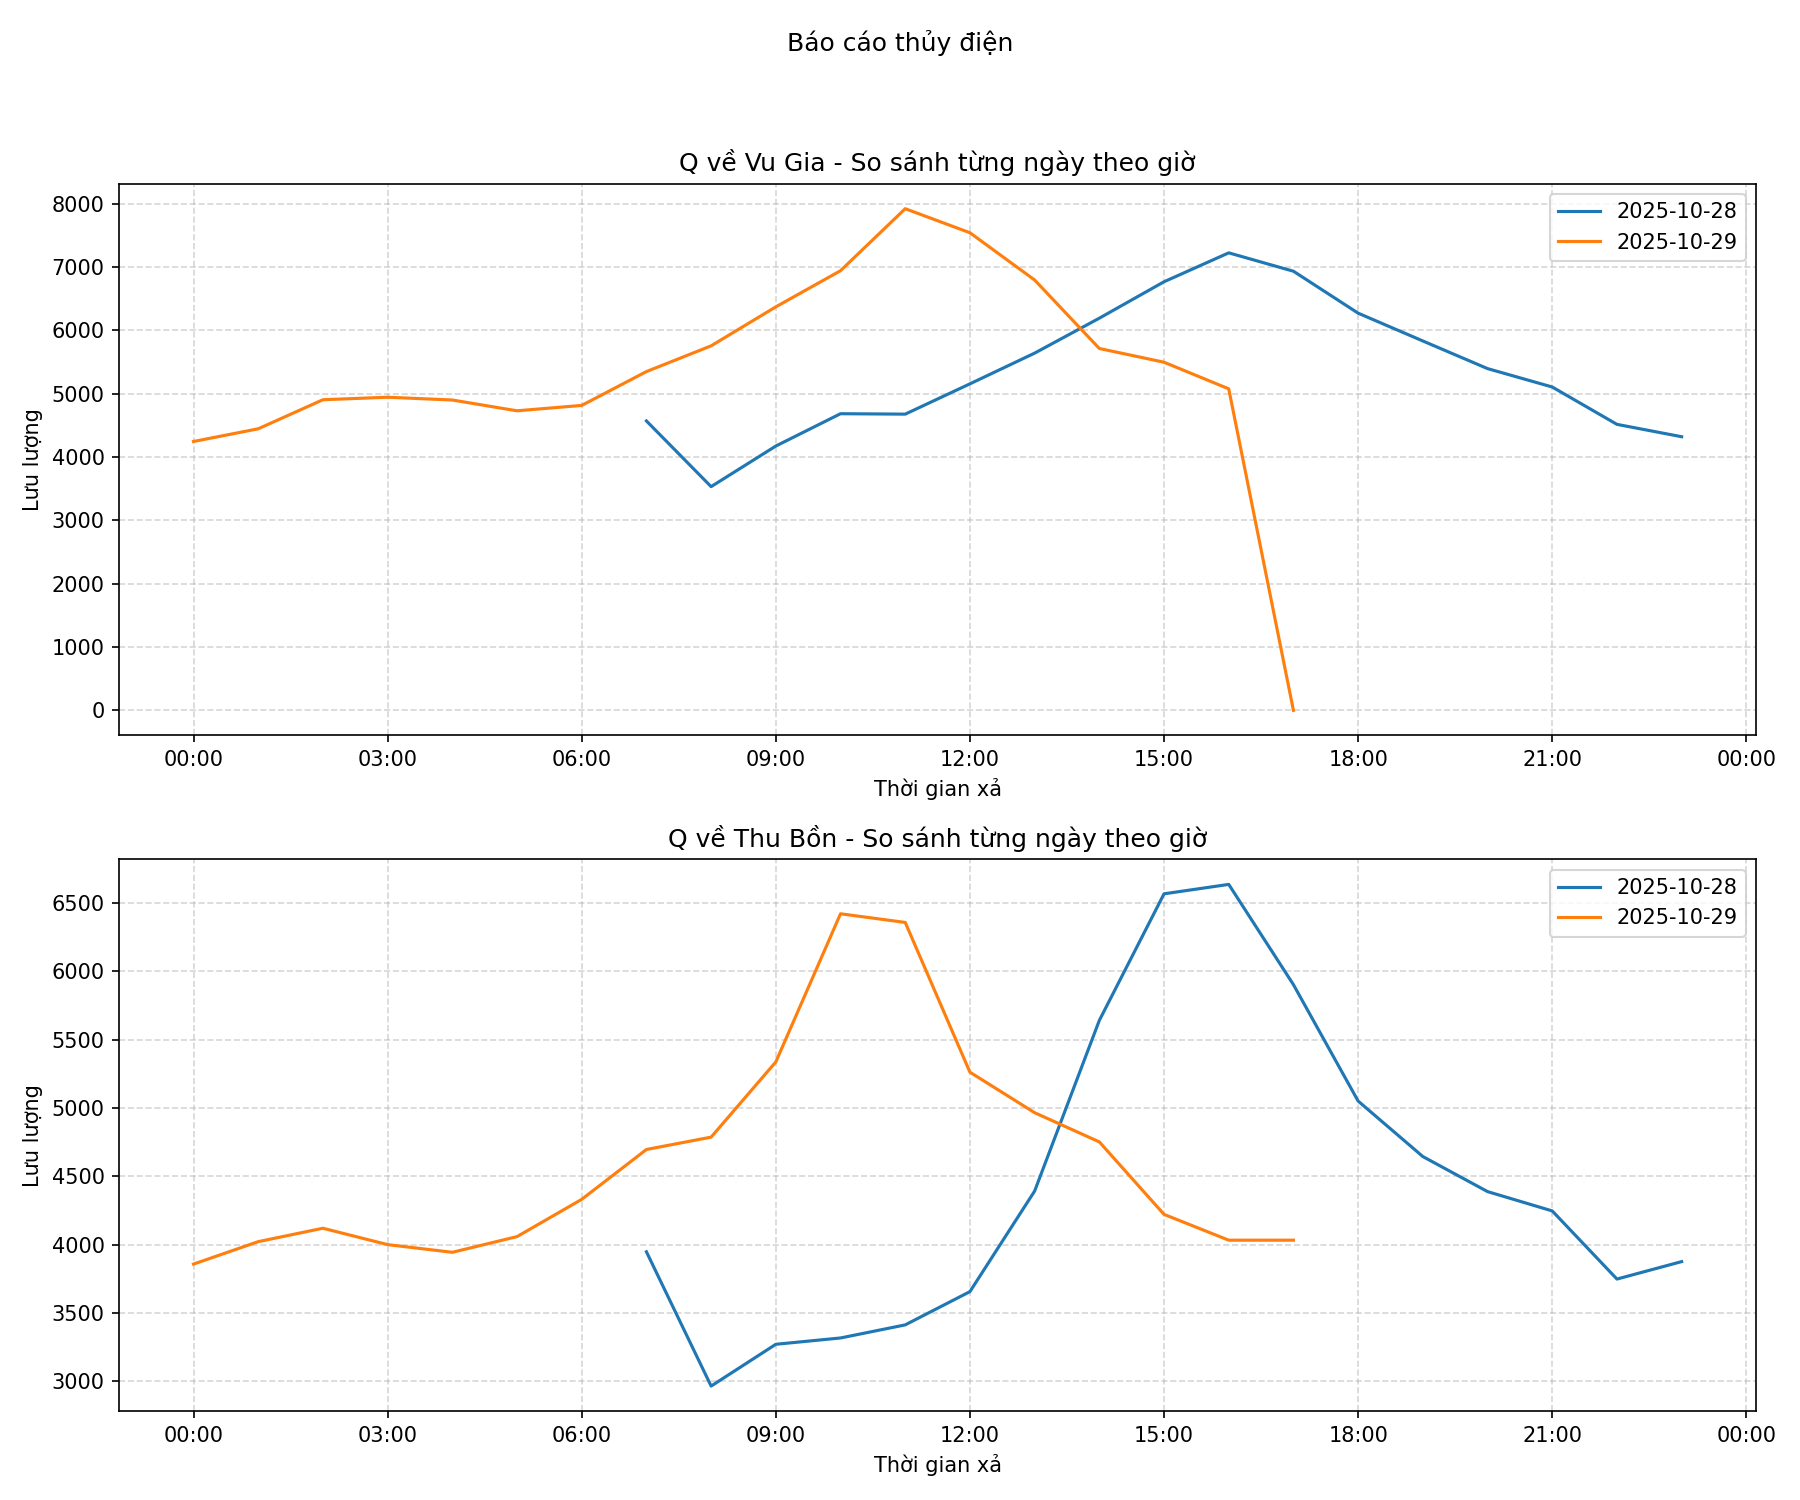 Báo cáo thủy điện
Q về Vu Gia - So sánh từng ngày theo giờ
8000
7000
6000
5000
4000
3000
2000
1000
0
Lưu lượng
2025-10-28
2025-10-29
00:00 03:00 06:00 09:00 12:00 15:00 18:00 21:00 00:00
Thời gian xả
Q về Thu Bồn - So sánh từng ngày theo giờ
6500
6000
5500
5000
4500
4000
3500
3000
Lưu lượng
2025-10-28
2025-10-29
00:00 03:00 06:00 09:00 12:00 15:00 18:00 21:00 00:00
Thời gian xả